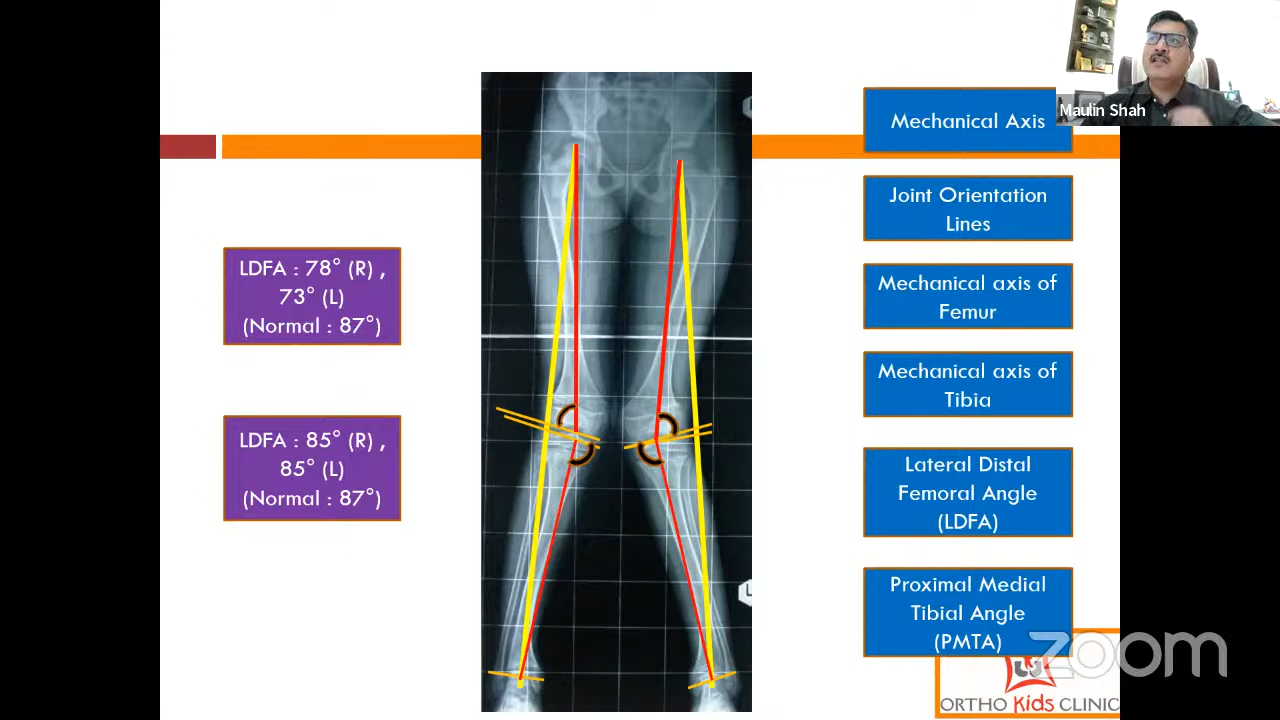 Maulin Shah
Mechanical Axis
Joint Orientation
Lines
Mechanical axis of
Femur
Mechanical axis of
Tibia
Lateral Distal
Femoral Angle
(LDFA)
Proximal Medial
Tibial Angle
(PMTA)
LDFA : 78° (R) ,
73° (L)
(Normal : 87°)
LDFA : 85° (R) ,
85° (L)
(Normal : 87°)
L
zoom
ORTHO Kids CLINIC